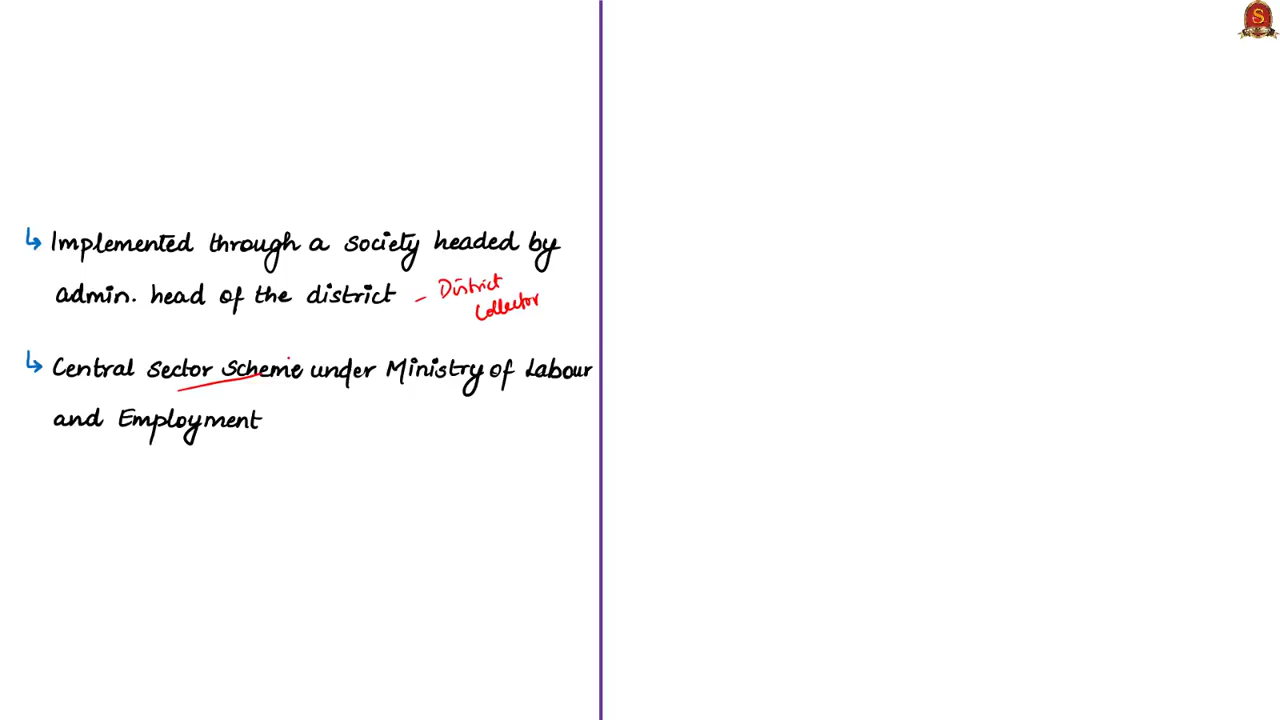 Implemented through a society headed by
admin. head of the district - District
Collector
Central Sector Scheme under Ministry of Labour
and Employment
S